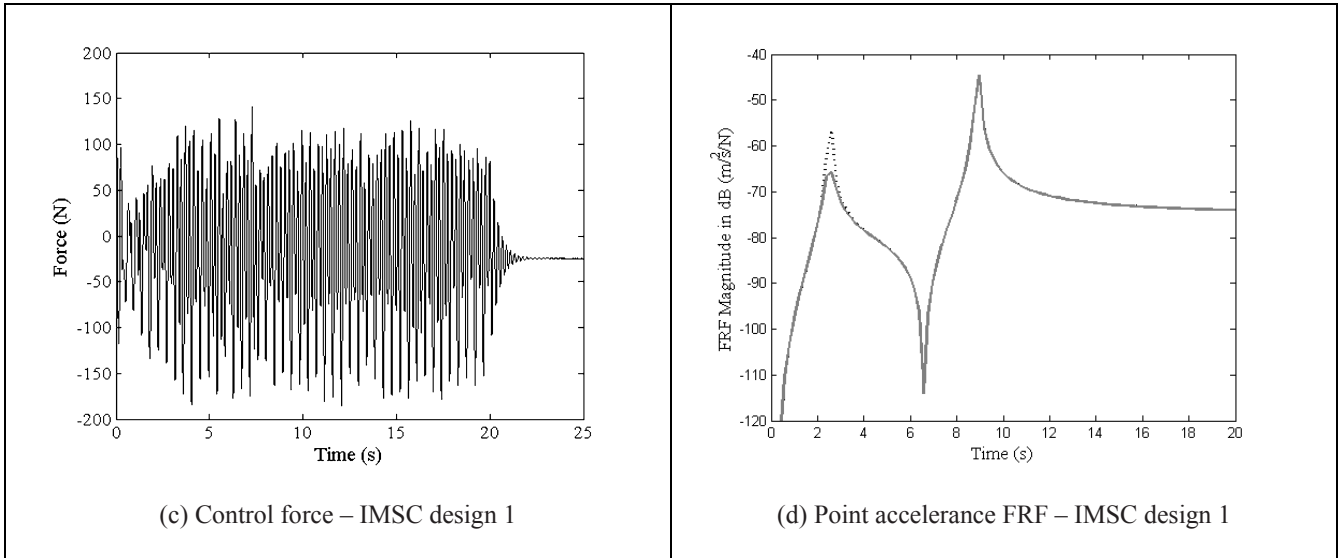 200
150
100
50
0
-50
-100
-150
-200
Force (N)
0 5 10 15 20 25
Time (s)
(c) Control force – IMSC design 1
-40
-50
-60
-70
-80
-90
-100
-110
-120
FRF Magnitude in dB (m/s²/N)
0 2 4 6 8 10 12 14 16 18 20
Time (s)
(d) Point accelerance FRF – IMSC design 1